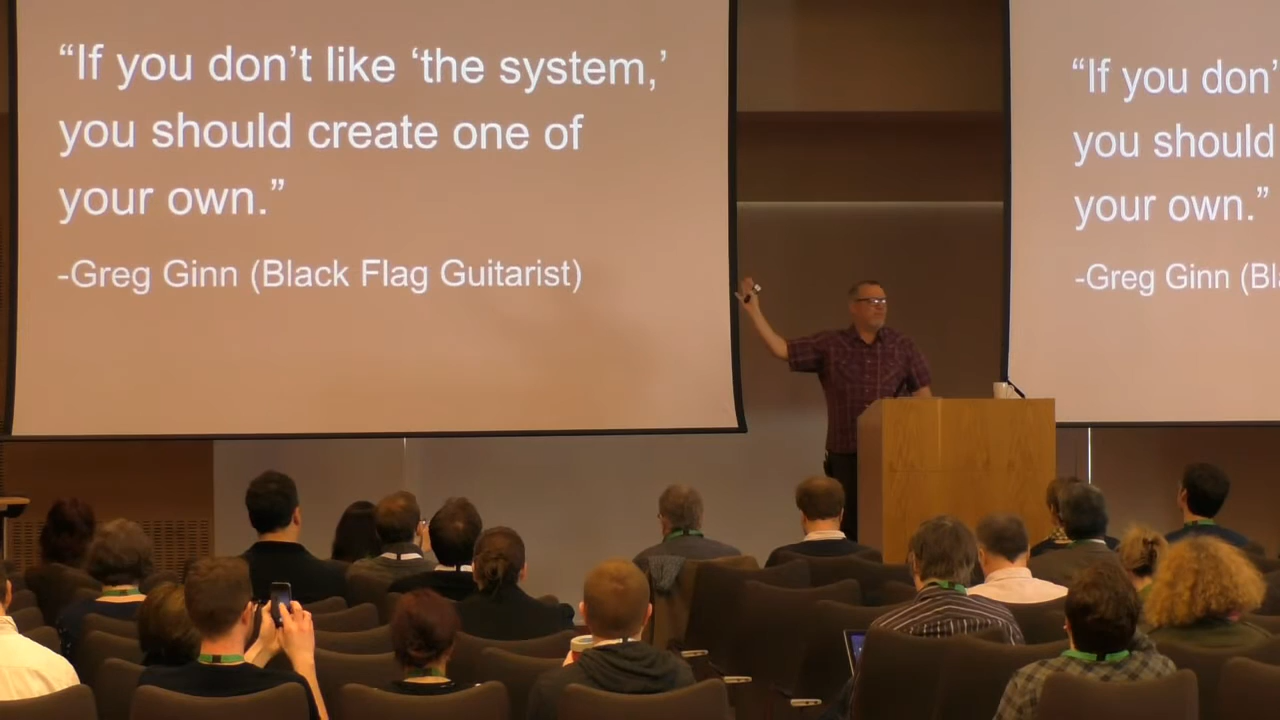 “If you don’t like ‘the system,’
you should create one of
your own.”
-Greg Ginn (Black Flag Guitarist)
“If you don’
you should
your own.”
-Greg Ginn (Bla